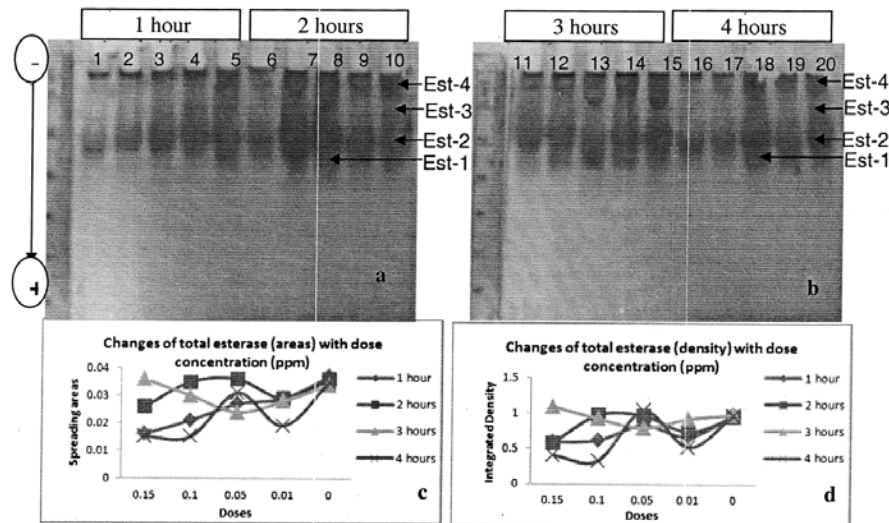 1 hour
2 hours
1 2 3 4 5 6 7 8 9 10
Est-4
Est-3
Est-2
Est-1
a
3 hours
4 hours
11 12 13 14 15 16 17 18 19 20
Est-4
Est-3
Est-2
Est-1
b
Changes of total esterase (areas) with dose
concentration (ppm)
Spreading areas
0.04
0.03
0.02
0.01
0
0.15 0.1 0.05 0.01 0
Doses
1 hour
2 hours
3 hours
4 hours
c
Changes of total esterase (density) with dose
concentration (ppm)
Integrated Density
1.5
1
0.5
0
0.15 0.1 0.05 0.01 0
Doses
1 hour
2 hours
3 hours
4 hours
d